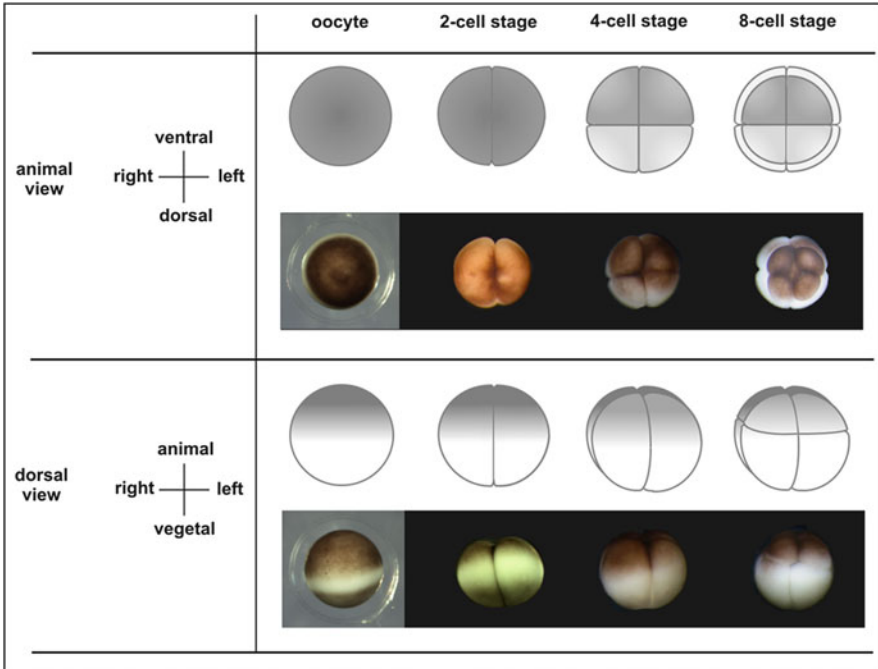 oocyte 2-cell stage 4-cell stage 8-cell stage
animal
view
ventral
right left
dorsal
dorsal
view
animal
right left
vegetal